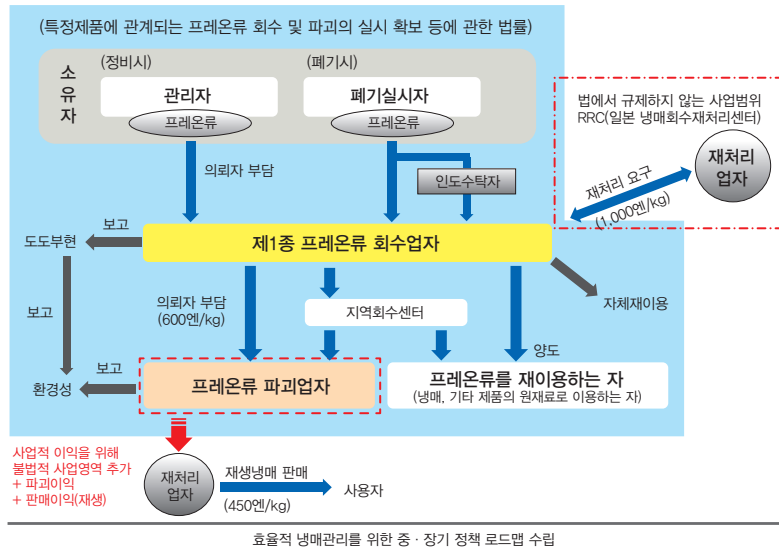 (특정제품에 관계되는 프레온류 회수 및 파괴의 실시 확보 등에 관한 법률)
소유자
(정비시)
관리자
프레온류
(폐기시)
폐기실시자
프레온류
법에서 규제하지 않는 사업범위
RRC(일본 냉매회수재처리센터)
재처리
업자
의뢰자 부담
인도수탁자
재처리 요구
(1,000엔/kg)
보고
도도부현
제1종 프레온류 회수업자
보고
의뢰자 부담
(600엔/kg)
지역회수센터
자체재이용
양도
보고
환경성
프레온류 파괴업자
프레온류를 재이용하는 자
(냉매, 기타 제품의 원재료로 이용하는 자)
사업적 이익을 위해
불법적 사업영역 추가
+ 파괴이익
+ 판매이익(재생)
재처리
업자
재생냉매 판매
(450엔/kg)
사용자
효율적 냉매관리를 위한 중 · 장기 정책 로드맵 수립